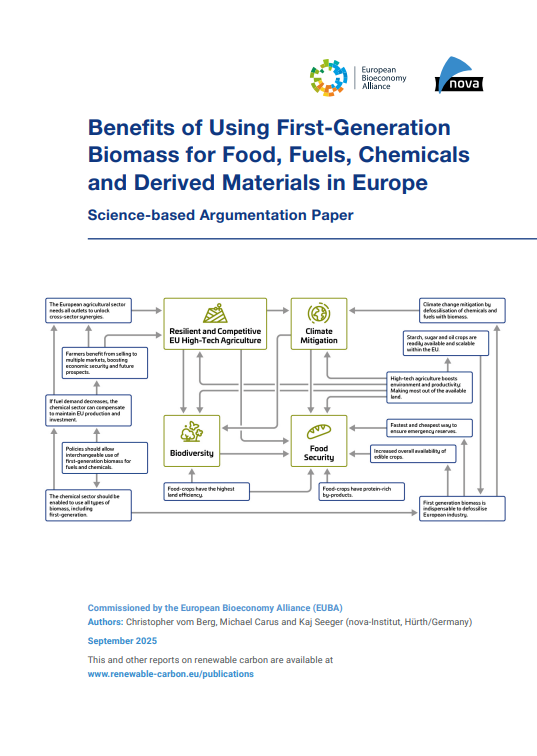 European
Bioeconomy
Alliance
nova
Benefits of Using First-Generation
Biomass for Food, Fuels, Chemicals
and Derived Materials in Europe
Science-based Argumentation Paper
The European agricultural sector
needs all outlets to unlock
cross-sector synergies.
Resilient and Competitive
EU High-Tech Agriculture
Climate
Mitigation
Climate change mitigation by
defossilisation of chemicals and
fuels with biomass.
Farmers benefit from selling to
multiple markets, boosting
economic security and future
prospects.
Starch, sugar and oil crops are
readily available and scalable
within the EU.
High-tech agriculture boosts
environment and productivity:
Making most out of the available
land.
If fuel demand decreases, the
chemical sector can compensate
to maintain EU production and
investment.
Biodiversity
Food
Security
Fastest and cheapest way to
ensure emergency reserves.
Policies should allow
interchangeable use of
first-generation biomass for
fuels and chemicals.
Increased overall availability of
edible crops.
The chemical sector should be
enabled to use all types of
biomass, including
first-generation.
Food-crops have the highest
land efficiency.
Food-crops have protein-rich
by-products.
First generation biomass is
indispensable to defossilise
European industry.
Commissioned by the European Bioeconomy Alliance (EUBA)
Authors: Christopher vom Berg, Michael Carus and Kaj Seeger (nova-Institut, Hürth/Germany)
September 2025
This and other reports on renewable carbon are available at
www.renewable-carbon.eu/publications